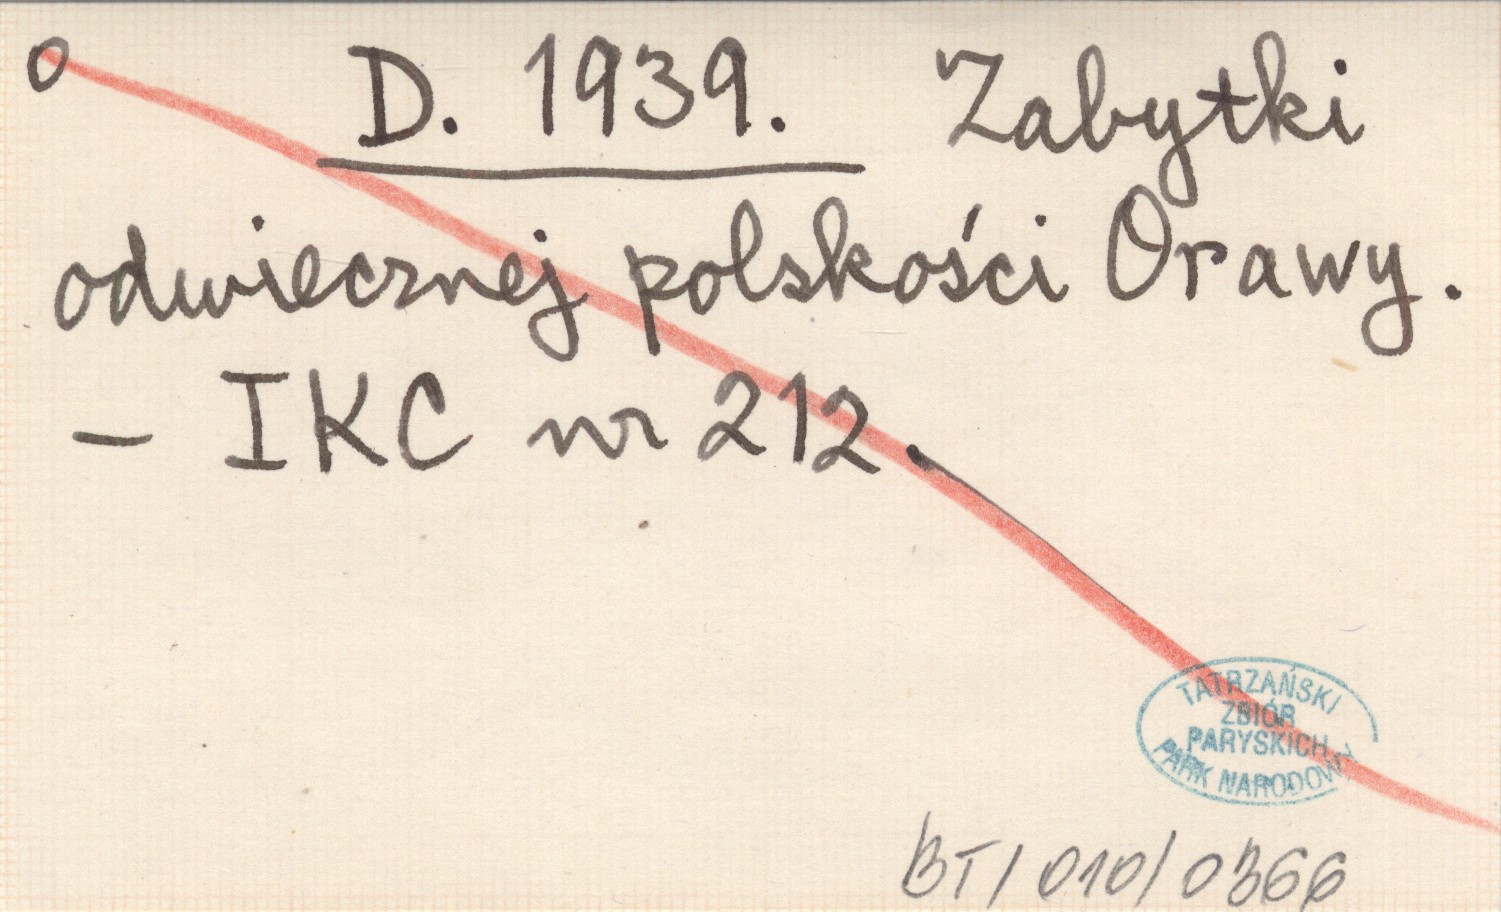 o D. 1939. Zabytki
odwiecznej polskości Orawy.
– IKC nr 212.
TATRZAŃSKI
ZBIÓR
PARYSKICH
PARK NARODOWY
BT/010/0366